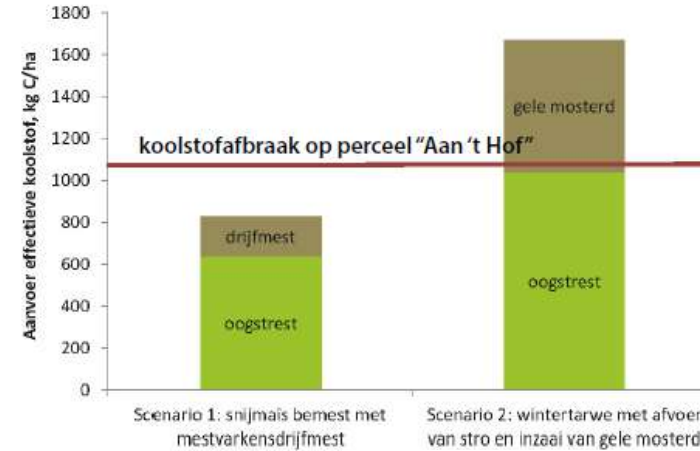 Aanvoer effectieve koolstof, kg C/ha
1800
1600
1400
1200
1000
800
600
400
200
0
gele mosterd
koolstofafbraak op perceel “Aan ‘t Hof”
drijfmest
oogstrest
oogstrest
Scenario 1: snijmaïs bemest met
mestvarkensdrijfmest
Scenario 2: wintertarwe met afvoer
van stro en inzaai van gele mosterd